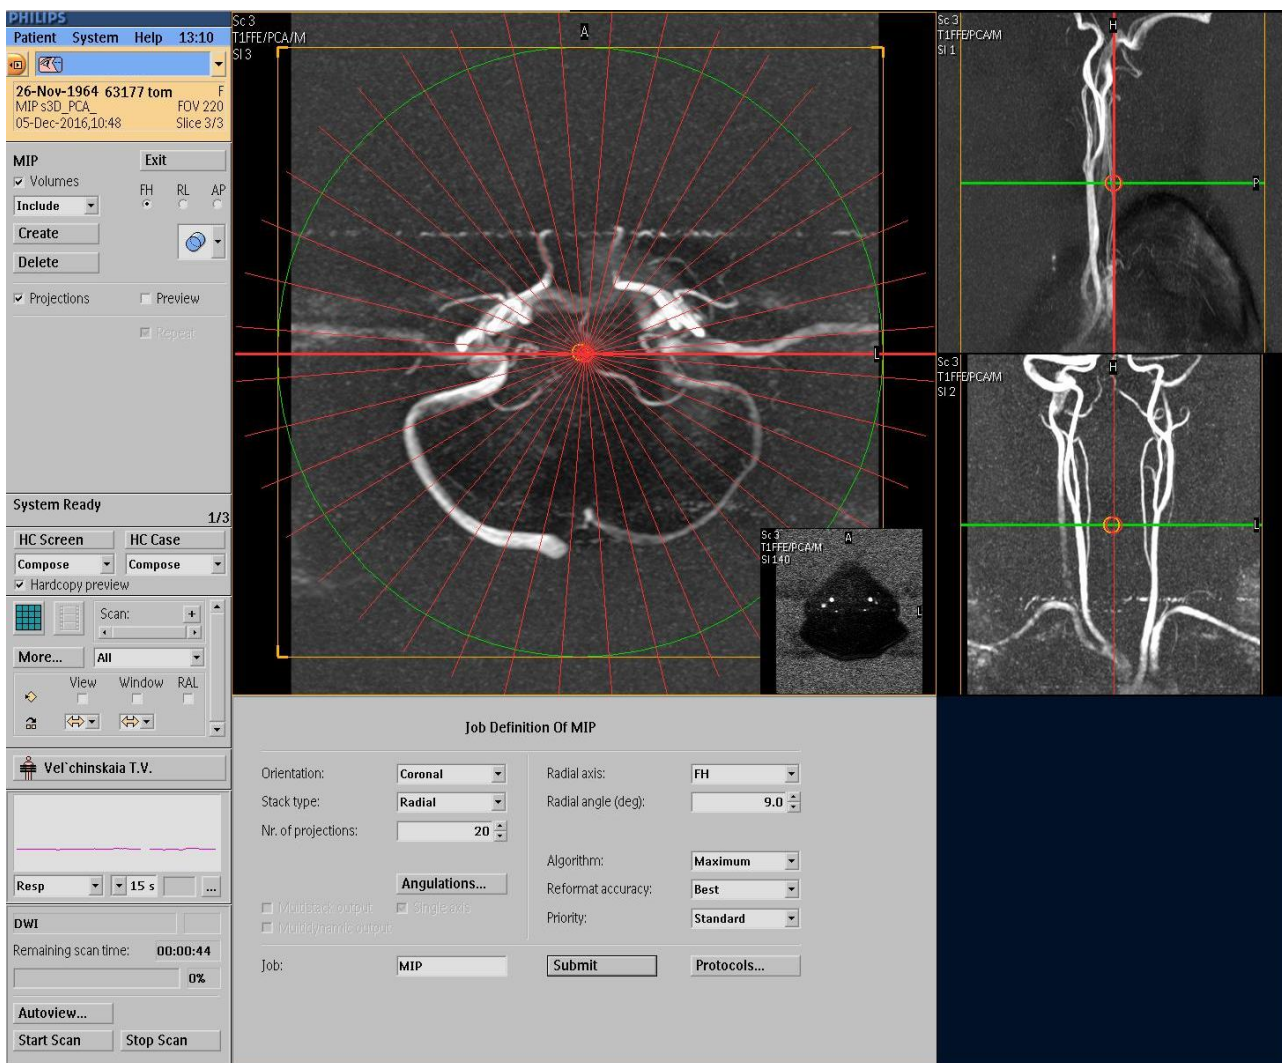 PHILIPS
Patient System Help 13:10
26-Nov-1964 63177 tom F
MIP s3D_PCA_ FOV 220
05-Dec-2016,10:48 Slice 3/3
MIP Exit
Volumes FH RL AP
Include
Create
Delete
Projections Preview
Repeat
System Ready
1/3
HC Screen HC Case
Compose Compose
Hardcopy preview
Scan: +
More... All
View Window RAL
Vel`chinskaia T.V.
Resp 15 s ...
DWI
Remaining scan time: 00:00:44
0%
Autoview...
Start Scan Stop Scan
Sc 3
T1FFE/PCA/M
Sl 3
A
L
Sc 3
T1FFE/PCA/M
Sl 140
A
L
Sc 3
T1FFE/PCA/M
Sl 1
H
P
Sc 3
T1FFE/PCA/M
Sl 2
H
L
Job Definition Of MIP
Orientation: Coronal Radial axis: FH
Stack type: Radial Radial angle (deg): 9.0
Nr. of projections: 20
Algorithm: Maximum
Angulations... Reformat accuracy: Best
Multistack output Single axis
Priority: Standard
Multidynamic output
Job: MIP Submit Protocols...